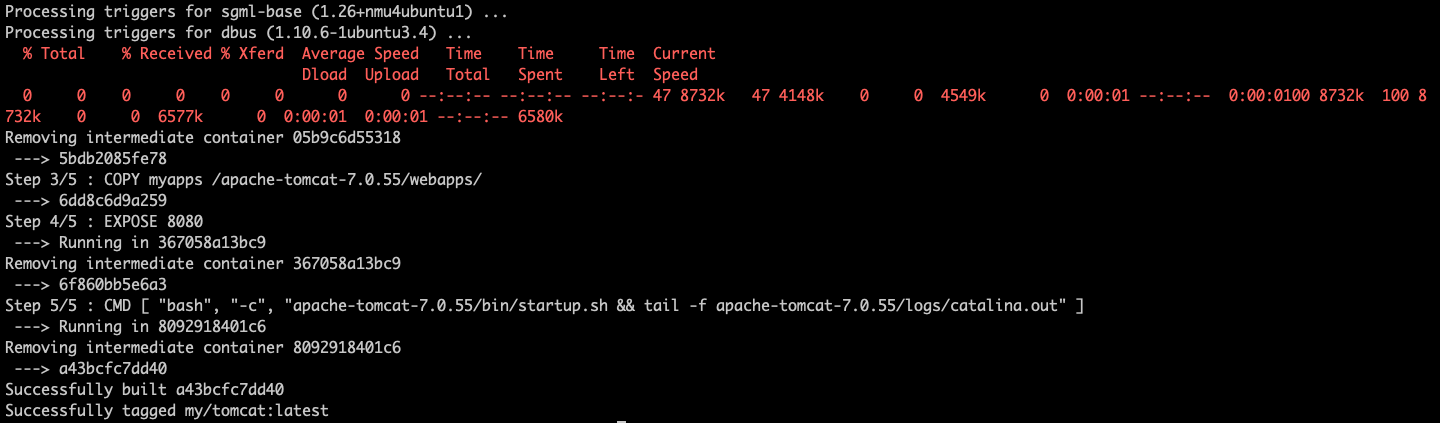 Processing triggers for sgml-base (1.26+nmu4ubuntu1) ...
Processing triggers for dbus (1.10.6-1ubuntu3.4) ...
  % Total    % Received % Xferd  Average Speed   Time    Time     Time  Current
                                 Dload  Upload   Total   Spent    Left  Speed
  0     0    0     0    0     0      0      0 --:--:-- --:--:-- --:--:- 47 8732k   47 4148k    0     0  4549k      0  0:00:01 --:--:--  0:00:0100 8732k  100 8
732k    0     0  6577k      0  0:00:01  0:00:01 --:--:-- 6580k
Removing intermediate container 05b9c6d55318
 ---> 5bdb2085fe78
Step 3/5 : COPY myapps /apache-tomcat-7.0.55/webapps/
 ---> 6dd8c6d9a259
Step 4/5 : EXPOSE 8080
 ---> Running in 367058a13bc9
Removing intermediate container 367058a13bc9
 ---> 6f860bb5e6a3
Step 5/5 : CMD [ "bash", "-c", "apache-tomcat-7.0.55/bin/startup.sh && tail -f apache-tomcat-7.0.55/logs/catalina.out" ]
 ---> Running in 8092918401c6
Removing intermediate container 8092918401c6
 ---> a43bcfc7dd40
Successfully built a43bcfc7dd40
Successfully tagged my/tomcat:latest